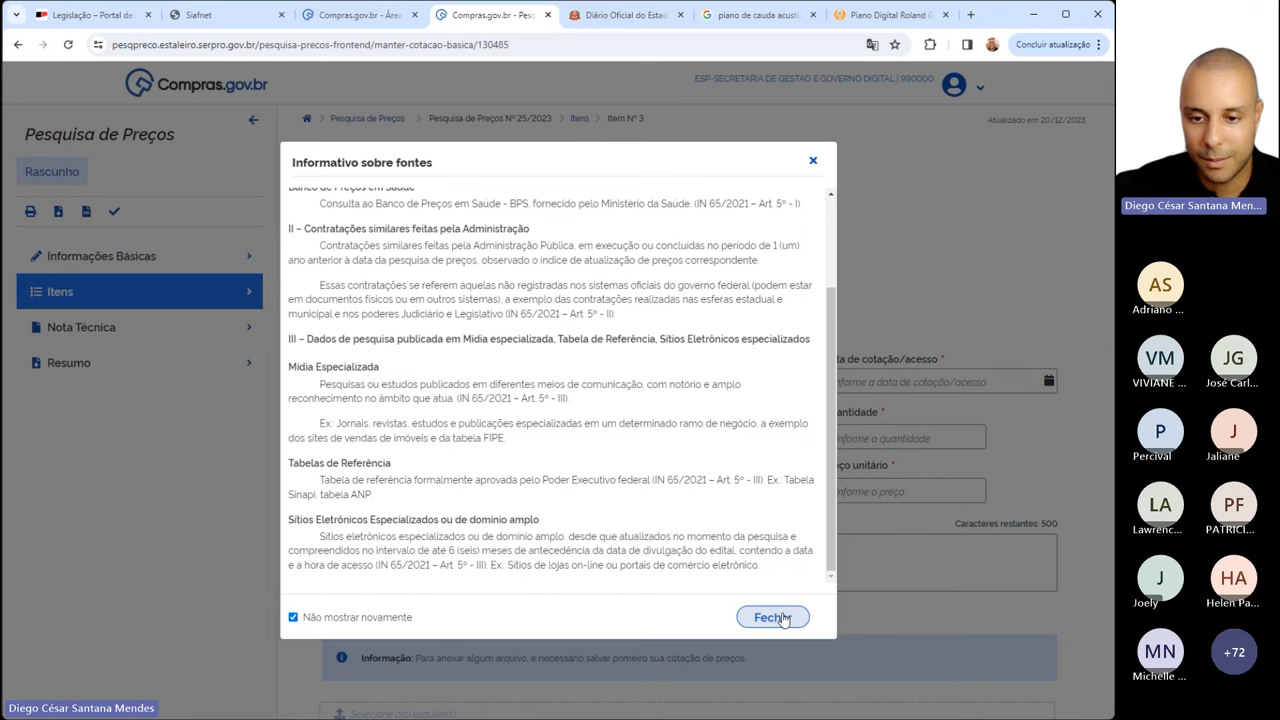 Legislação – Portal de
Siafnet
Compras.gov.br - Área
Compras.gov.br - Pesq
Diário Oficial do Estad
piano de cauda acusti
Piano Digital Roland G
pesqpreco.estaleiro.serpro.gov.br/pesquisa-precos-frontend/manter-cotacao-basica/130485
Concluir atualização
Compras.gov.br
ESP-SECRETARIA DE GESTAO E GOVERNO DIGITAL | 990000
Pesquisa de Preços
Rascunho
Informações Básicas
Itens
Nota Técnica
Resumo
Pesquisa de Preços
Pesquisa de Preços Nº 25/2023
Itens
Item Nº 3
Atualizado em 20/12/2023
Informativo sobre fontes
Banco de Preços em Saúde
Consulta ao Banco de Preços em Saúde - BPS, fornecido pelo Ministério da Saúde. (IN 65/2021 – Art. 5º - I)
II – Contratações similares feitas pela Administração
Contratações similares feitas pela Administração Pública, em execução ou concluídas no período de 1 (um)
ano anterior à data da pesquisa de preços, observado o índice de atualização de preços correspondente.
Essas contratações se referem àquelas não registradas nos sistemas oficiais do governo federal (podem estar
em documentos físicos ou em outros sistemas), a exemplo das contratações realizadas nas esferas estadual e
municipal e nos poderes Judiciário e Legislativo (IN 65/2021 – Art. 5º - II)
III – Dados de pesquisa publicada em Mídia especializada, Tabela de Referência, Sítios Eletrônicos especializados
Mídia Especializada
Pesquisas ou estudos publicados em diferentes meios de comunicação, com notório e amplo
reconhecimento no âmbito que atua. (IN 65/2021 – Art. 5º - III).
Ex.: Jornais, revistas, estudos e publicações especializadas em um determinado ramo de negócio, a exemplo
dos sites de vendas de imóveis e da tabela FIPE.
Tabelas de Referência
Tabela de referência formalmente aprovada pelo Poder Executivo federal (IN 65/2021 – Art. 5º - III). Ex.: Tabela
Sinapi, tabela ANP.
Sítios Eletrônicos Especializados ou de domínio amplo
Sítios eletrônicos especializados ou de domínio amplo, desde que atualizados no momento da pesquisa e
compreendidos no intervalo de até 6 (seis) meses de antecedência da data de divulgação do edital, contendo a data
e a hora de acesso (IN 65/2021 – Art. 5º - III). Ex.: Sítios de lojas on-line ou portais de comércio eletrônico.
Não mostrar novamente.
Fechar
ta de cotação/acesso *
nforme a data de cotação/acesso
uantidade *
nforme a quantidade
eço unitário *
nforme o preço
Caracteres restantes: 500
Informação: Para anexar algum arquivo, é necessário salvar primeiro sua cotação de preços.
Selecione o(s) arquivo(s)
Diego César Santana Mendes
Diego César Santana Men...
AS
Adriano ...
VM
VIVIANE ...
JG
José Carl...
P
Percival
J
Jaliane
LA
Lawrenc...
PF
PATRICI...
J
Joely
HA
Helen Pa...
MN
Michelle ...
+72